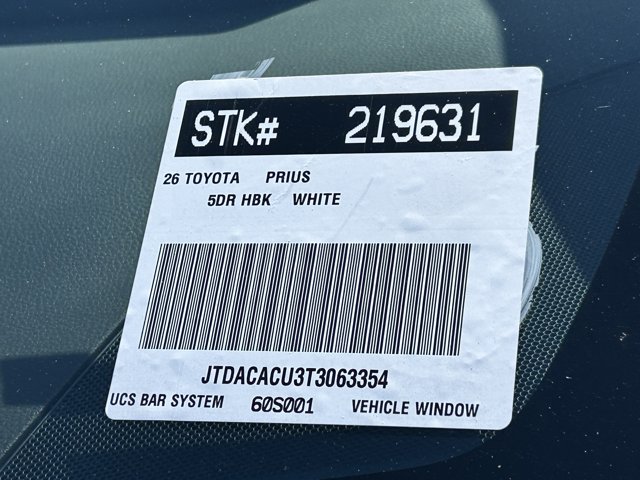 STK# 219631
26 TOYOTA PRIUS
5DR HBK WHITE
JTDACACU3T3063354
UCS BAR SYSTEM 60S001 VEHICLE WINDOW